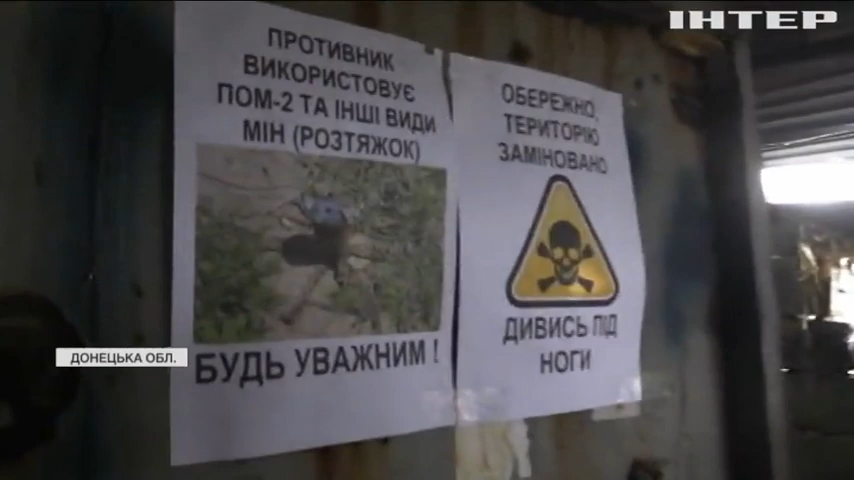 ІНТЕР
ПРОТИВНИК
ВИКОРИСТОВУЄ
ПОМ-2 ТА ІНШІ ВИДИ
МІН (РОЗТЯЖОК)
БУДЬ УВАЖНИМ !
ОБЕРЕЖНО,
ТЕРИТОРІЮ
ЗАМІНОВАНО
ДИВИСЬ ПІД
НОГИ
ДОНЕЦЬКА ОБЛ.